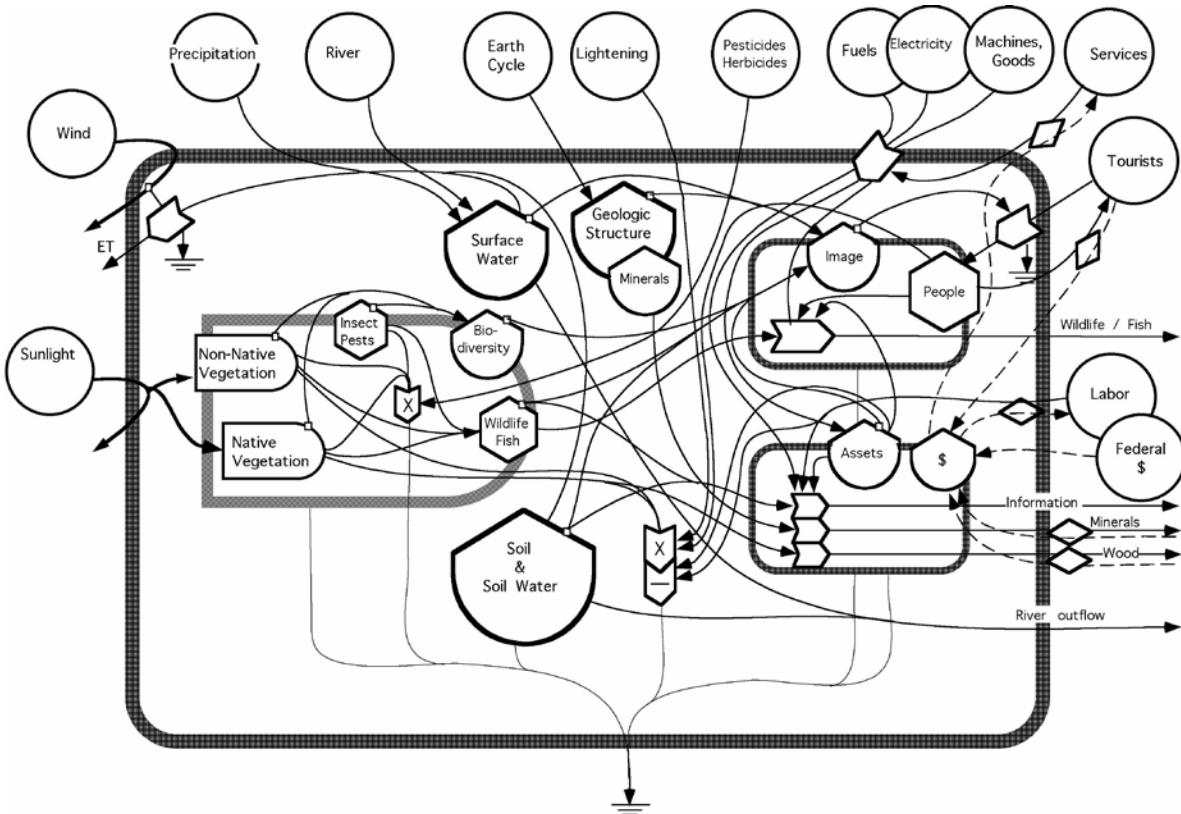 Precipitation
River
Earth
Cycle
Lightening
Pesticides
Herbicides
Fuels
Electricity
Machines,
Goods
Services
Wind
Tourists
ET
Surface
Water
Geologic
Structure
Minerals
Image
People
Wildlife / Fish
Sunlight
Non-Native
Vegetation
Insect
Pests
Bio-
diversity
X
Native
Vegetation
Wildlife
Fish
Assets
$
Labor
Federal
$
Information
Minerals
Wood
Soil
&
Soil Water
X
—
River outflow